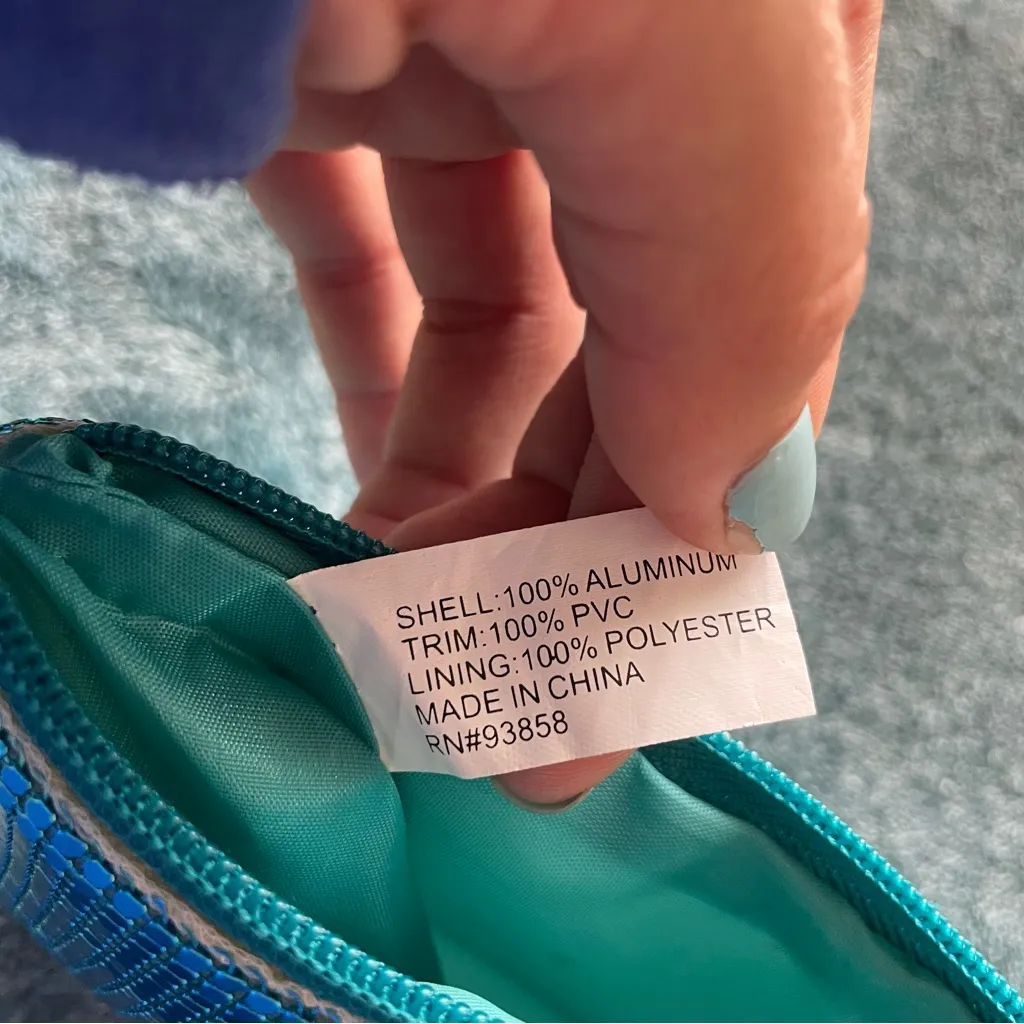 SHELL:100% ALUMINUM
TRIM:100% PVC
LINING:100% POLYESTER
MADE IN CHINA
RN#93858